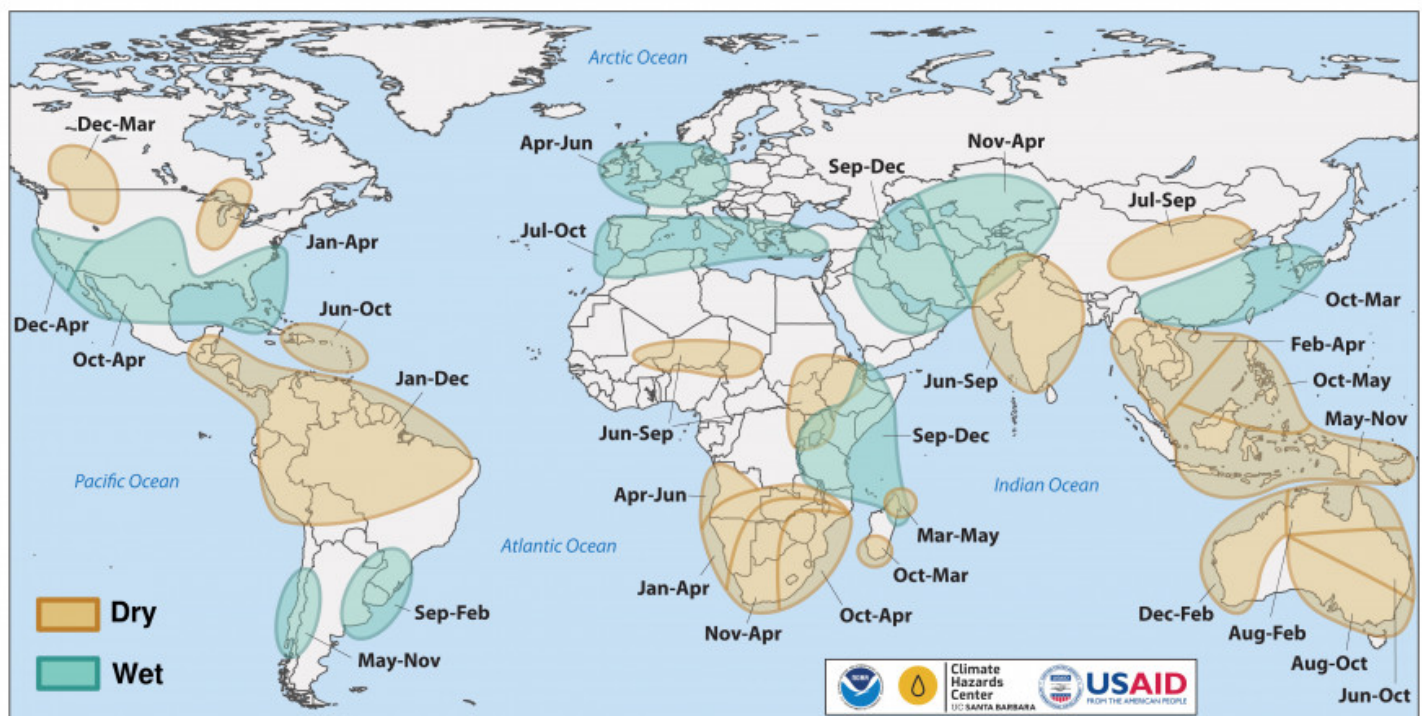 Arctic Ocean
Dec-Mar
Apr-Jun
Nov-Apr
Sep-Dec
Jul-Sep
Jan-Apr
Jul-Oct
Dec-Apr
Jun-Oct
Oct-Mar
Oct-Apr
Feb-Apr
Jan-Dec
Jun-Sep
Oct-May
May-Nov
Jun-Sep
Sep-Dec
Pacific Ocean
Apr-Jun
Indian Ocean
Atlantic Ocean
Mar-May
Oct-Mar
Jan-Apr
Dry
Sep-Feb
Nov-Apr
Oct-Apr
Dec-Feb
Aug-Feb
Wet
May-Nov
Aug-Oct
Jun-Oct
NOAA
Climate
Hazards
Center
UC SANTA BARBARA
USAID
FROM THE AMERICAN PEOPLE